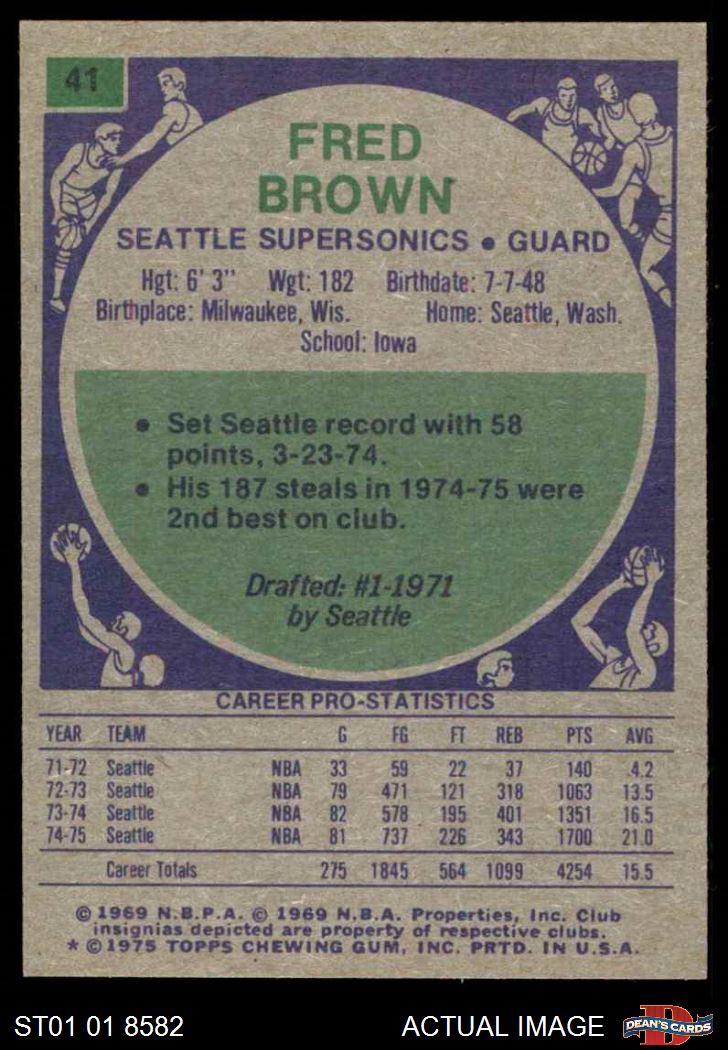 41
FRED
BROWN
SEATTLE SUPERSONICS • GUARD
Hgt: 6' 3" Wgt: 182 Birthdate: 7-7-48
Birthplace: Milwaukee, Wis. Home: Seattle, Wash.
School: Iowa
• Set Seattle record with 58
points, 3-23-74.
• His 187 steals in 1974-75 were
2nd best on club.
Drafted: #1-1971
by Seattle
CAREER PRO-STATISTICS
YEAR TEAM G FG FT REB PTS AVG
71-72 Seattle NBA 33 59 22 37 140 4.2
72-73 Seattle NBA 79 471 121 318 1063 13.5
73-74 Seattle NBA 82 578 195 401 1351 16.5
74-75 Seattle NBA 81 737 226 343 1700 21.0
Career Totals 275 1845 564 1099 4254 15.5
© 1969 N.B.P.A. © 1969 N.B.A. Properties, Inc. Club
insignias depicted are property of respective clubs.
* © 1975 TOPPS CHEWING GUM, INC. PRTD. IN U.S.A.
ST01 01 8582 ACTUAL IMAGE D DEAN'S CARDS